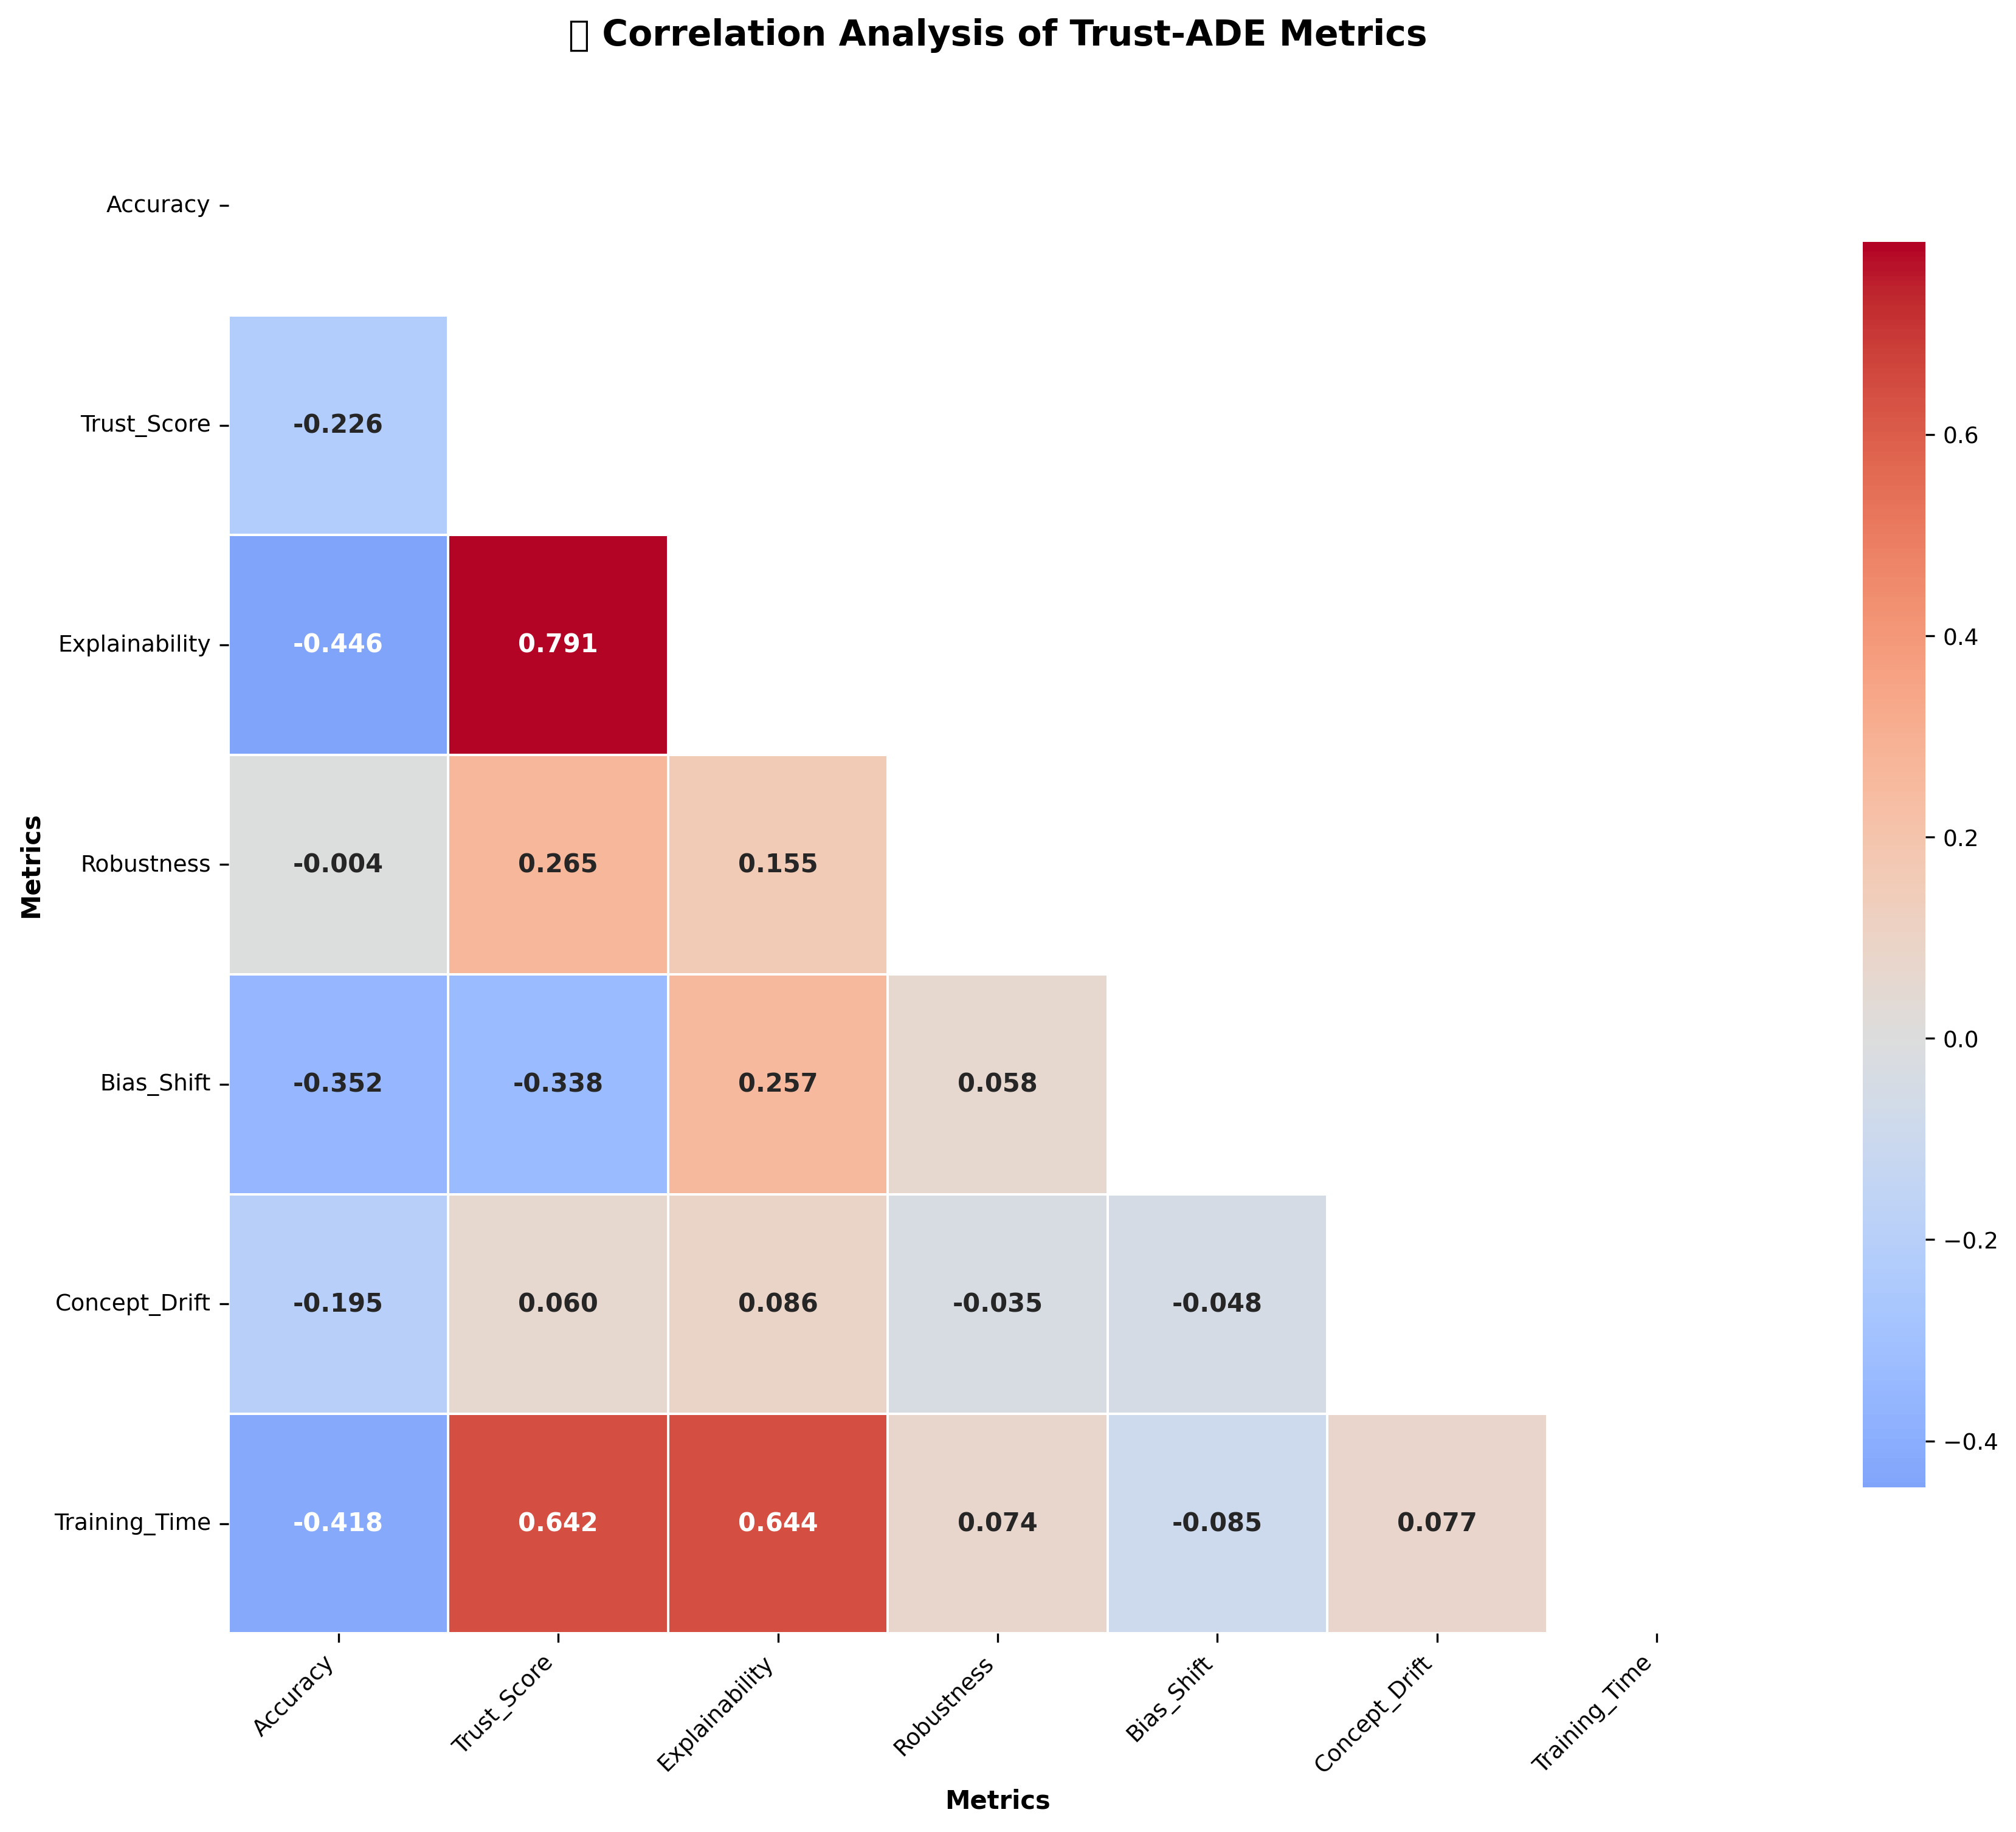 ▯ Correlation Analysis of Trust-ADE Metrics
Accuracy
Trust_Score -0.226
Explainability -0.446 0.791
Robustness -0.004 0.265 0.155
Bias_Shift -0.352 -0.338 0.257 0.058
Concept_Drift -0.195 0.060 0.086 -0.035 -0.048
Training_Time -0.418 0.642 0.644 0.074 -0.085 0.077
Metrics
Accuracy Trust_Score Explainability Robustness Bias_Shift Concept_Drift Training_Time
Metrics
0.6
0.4
0.2
0.0
−0.2
−0.4